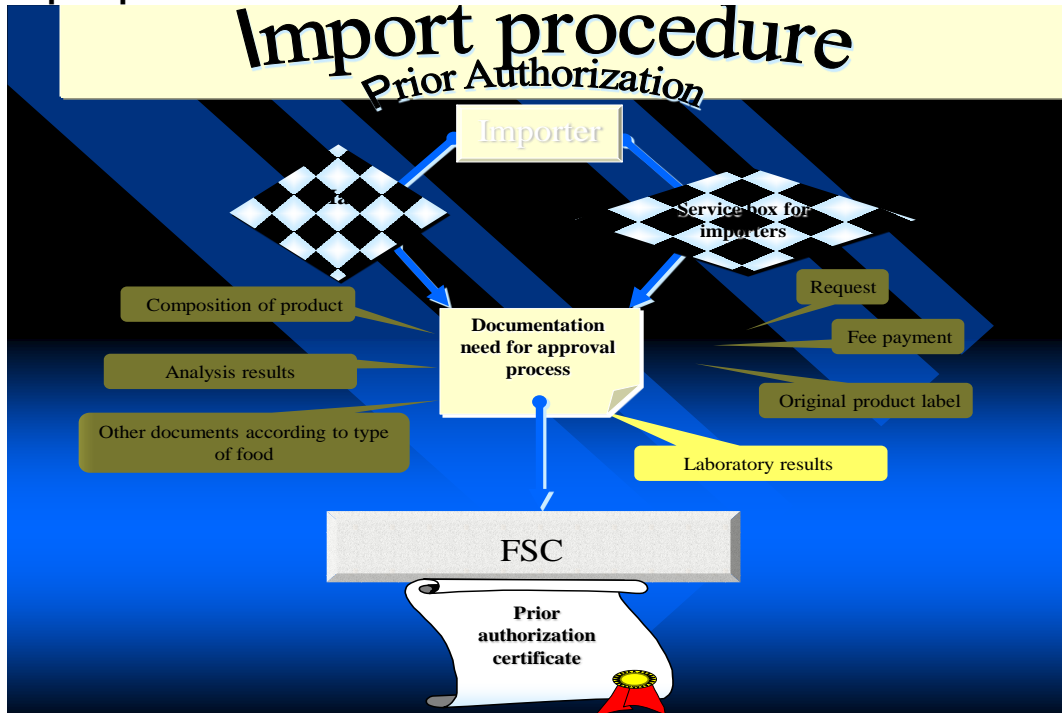 Import procedure
Prior Authorization
Importer
Service box for
importers
Composition of product
Request
Documentation
need for approval
process
Fee payment
Analysis results
Original product label
Other documents according to type
of food
Laboratory results
FSC
Prior
authorization
certificate